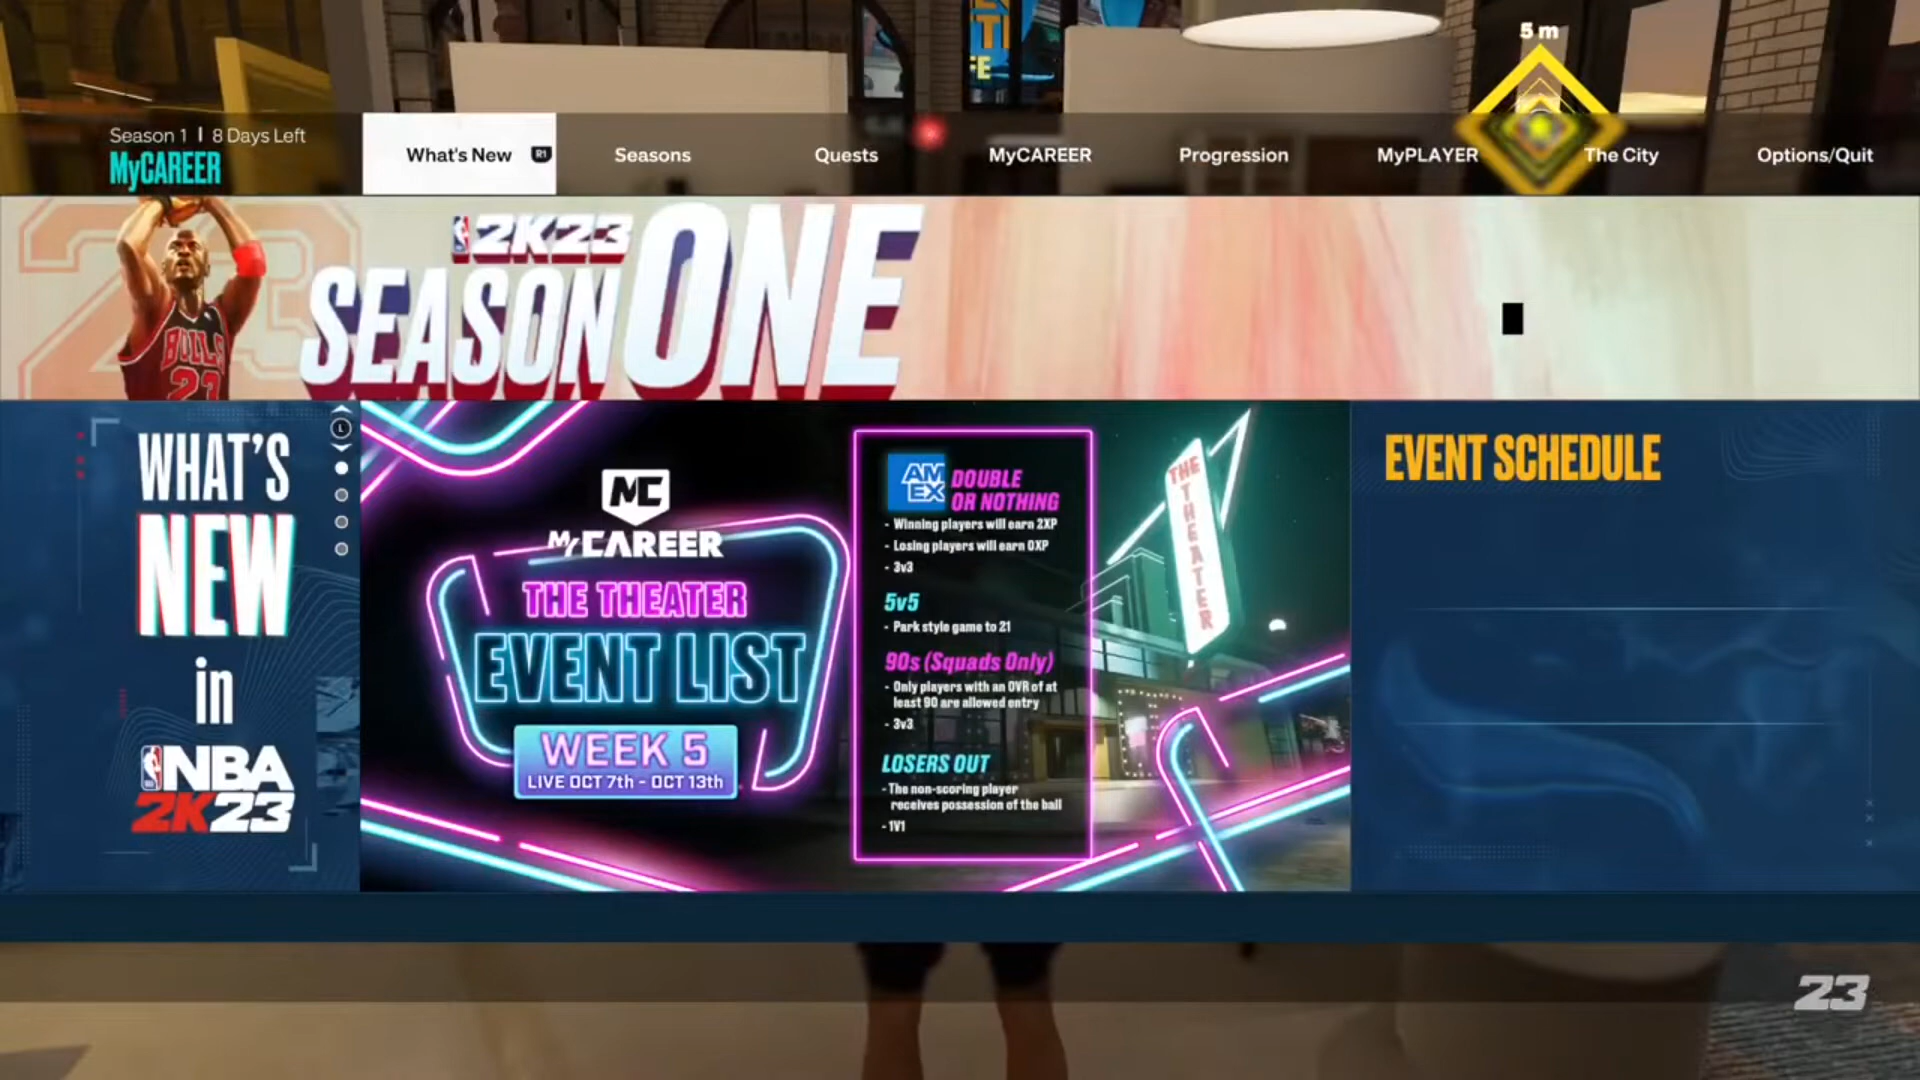 5 m
Season 1 | 8 Days Left
MyCAREER
What's New
R1
Seasons
Quests
MyCAREER
Progression
MyPLAYER
The City
Options/Quit
2K23
SEASON ONE
BULLS
23
WHAT'S
NEW
in
NBA
2K23
L
MC
MyCAREER
THE THEATER
EVENT LIST
WEEK 5
LIVE OCT 7th - OCT 13th
AM
EX
DOUBLE
OR NOTHING
- Winning players will earn 2XP
- Losing players will earn 0XP
- 3v3
5v5
- Park style game to 21
90s (Squads Only)
- Only players with an OVR of at
least 90 are allowed entry
- 3v3
LOSERS OUT
- The non-scoring player
receives possession of the ball
- 1V1
THE THEATER
EVENT SCHEDULE
23